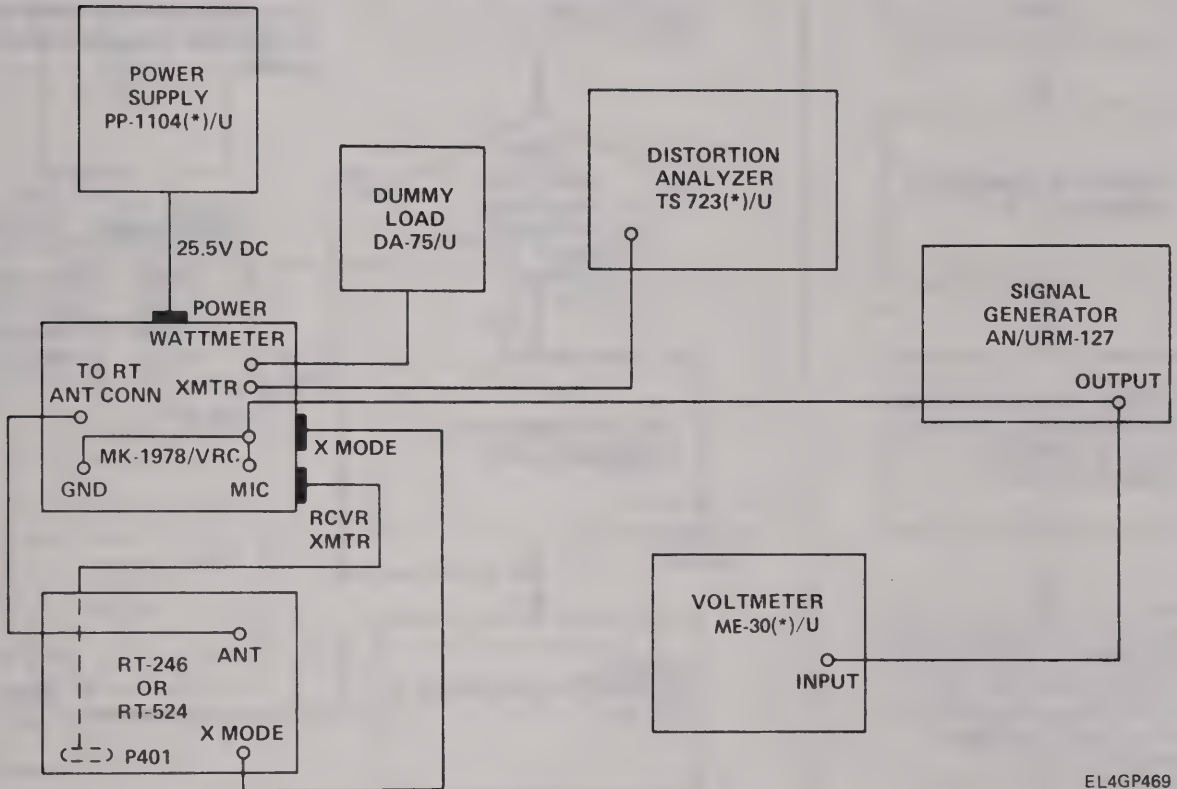 POWER
SUPPLY
PP-1104(*)/U
25.5V DC
DUMMY
LOAD
DA-75/U
DISTORTION
ANALYZER
TS 723(*)/U
SIGNAL
GENERATOR
AN/URM-127
OUTPUT
POWER
WATTMETER
TO RT
ANT CONN
XMTR
MK-1978/VRC
GND
MIC
X MODE
RCVR
XMTR
VOLTMETER
ME-30(*)/U
INPUT
ANT
RT-246
OR
RT-524
X MODE
P401
EL4GP469